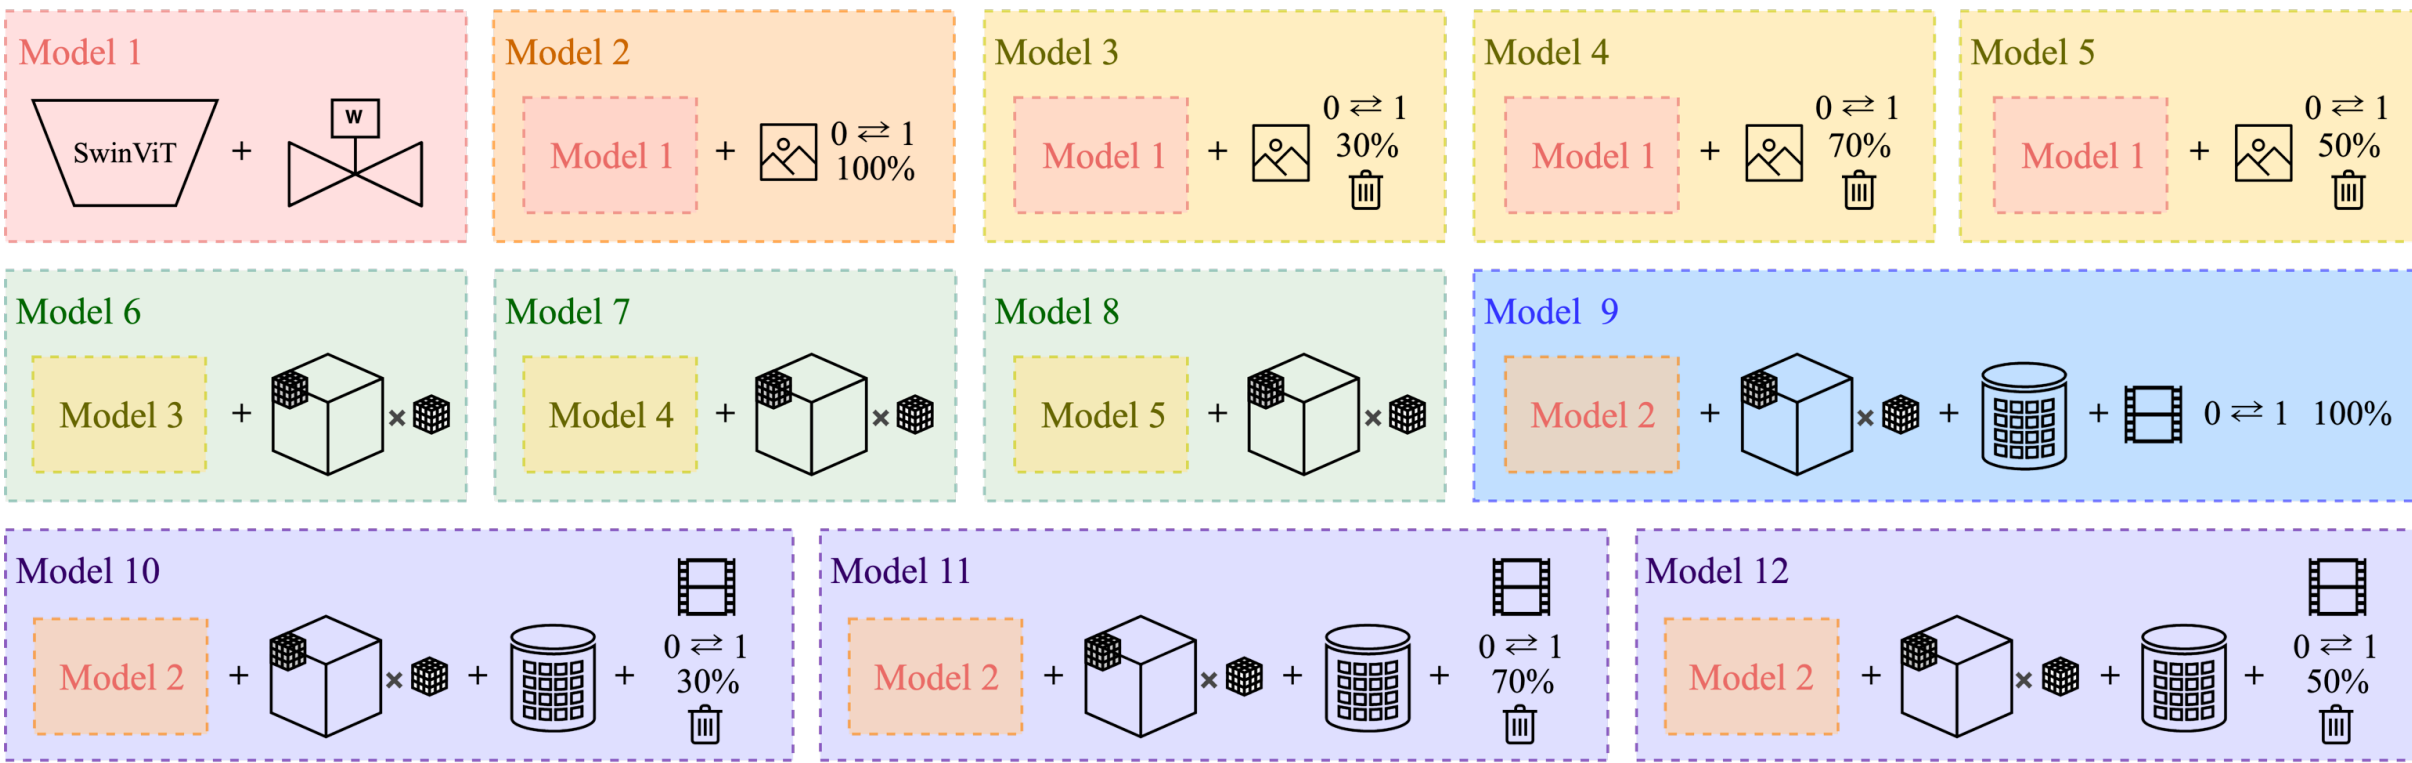 Model 1
SwinViT + W
Model 2
Model 1 + 0 ⇄ 1
100%
Model 3
Model 1 + 0 ⇄ 1
30%
Model 4
Model 1 + 0 ⇄ 1
70%
Model 5
Model 1 + 0 ⇄ 1
50%
Model 6
Model 3 + ×
Model 7
Model 4 + ×
Model 8
Model 5 + ×
Model 9
Model 2 + × + + 0 ⇄ 1 100%
Model 10
Model 2 + × + + 0 ⇄ 1
30%
Model 11
Model 2 + × + + 0 ⇄ 1
70%
Model 12
Model 2 + × + + 0 ⇄ 1
50%